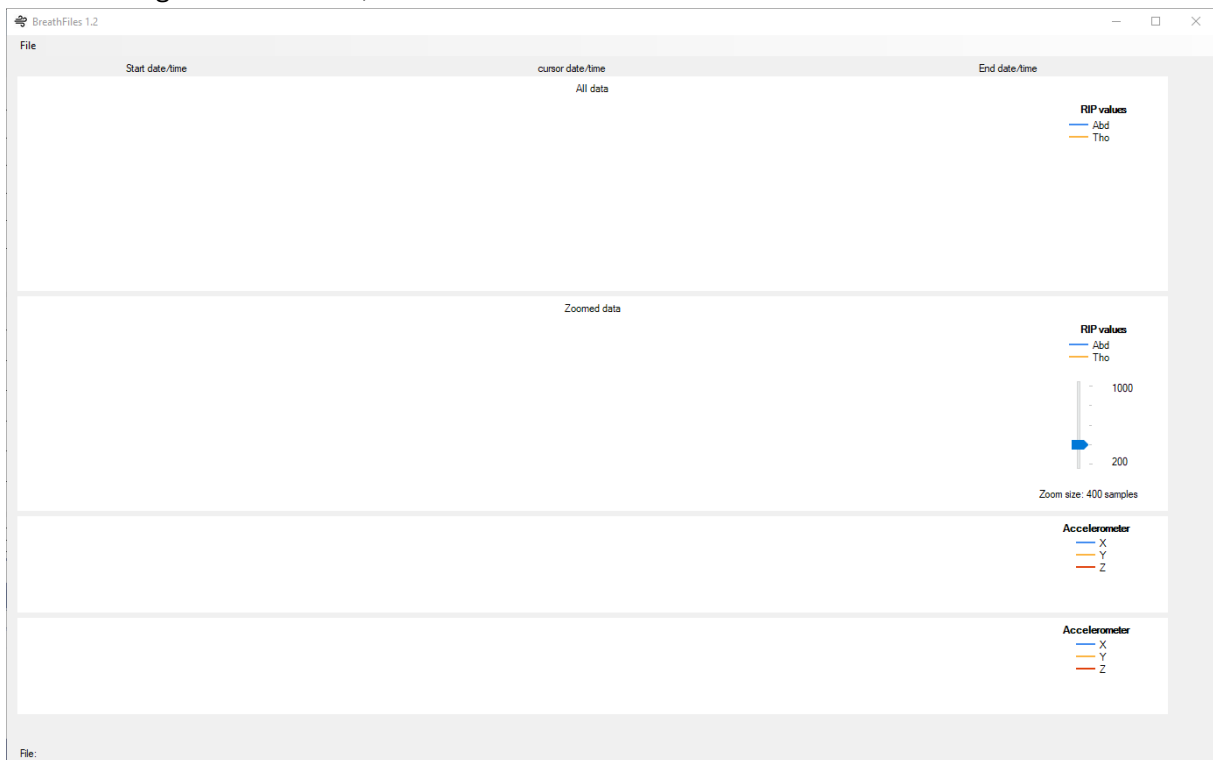 BreathFiles 1.2
File
Start date/time cursor date/time End date/time
All data
RIP values
Abd
Tho
Zoomed data
RIP values
Abd
Tho
1000
200
Zoom size: 400 samples
Accelerometer
X
Y
Z
Accelerometer
X
Y
Z
File: